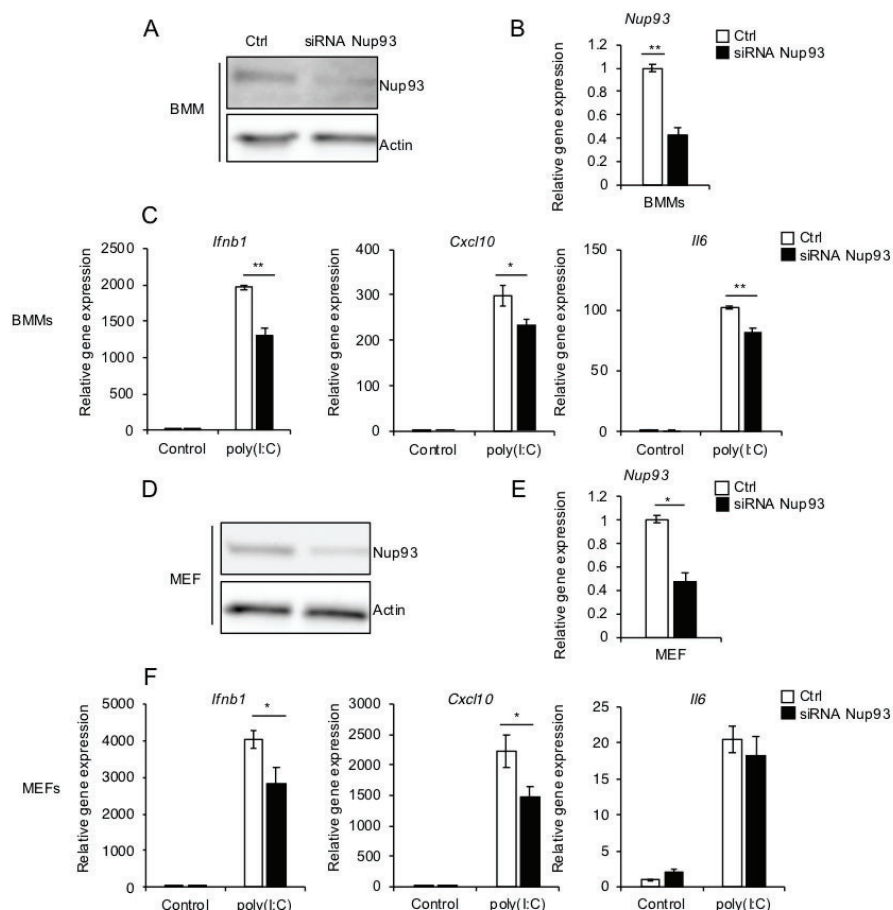 A
Ctrl siRNA Nup93
BMM
Nup93
Actin
B
Nup93
Ctrl
siRNA Nup93
**
Relative gene expression
1.2
1
0.8
0.6
0.4
0.2
0
BMMs
C
BMMs
Ifnb1
Relative gene expression
2500
2000
1500
1000
500
0
**
Control poly(I:C)
Cxcl10
Relative gene expression
400
300
200
100
0
*
Control poly(I:C)
Il6
Relative gene expression
150
100
50
0
**
Control poly(I:C)
Ctrl
siRNA Nup93
D
MEF
Nup93
Actin
E
Nup93
Ctrl
siRNA Nup93
*
Relative gene expression
1.2
1
0.8
0.6
0.4
0.2
0
MEF
F
MEFs
Ifnb1
Relative gene expression
5000
4000
3000
2000
1000
0
*
Control poly(I:C)
Cxcl10
Relative gene expression
3000
2500
2000
1500
1000
500
0
*
Control poly(I:C)
Il6
Relative gene expression
25
20
15
10
5
0
Control poly(I:C)
Ctrl
siRNA Nup93